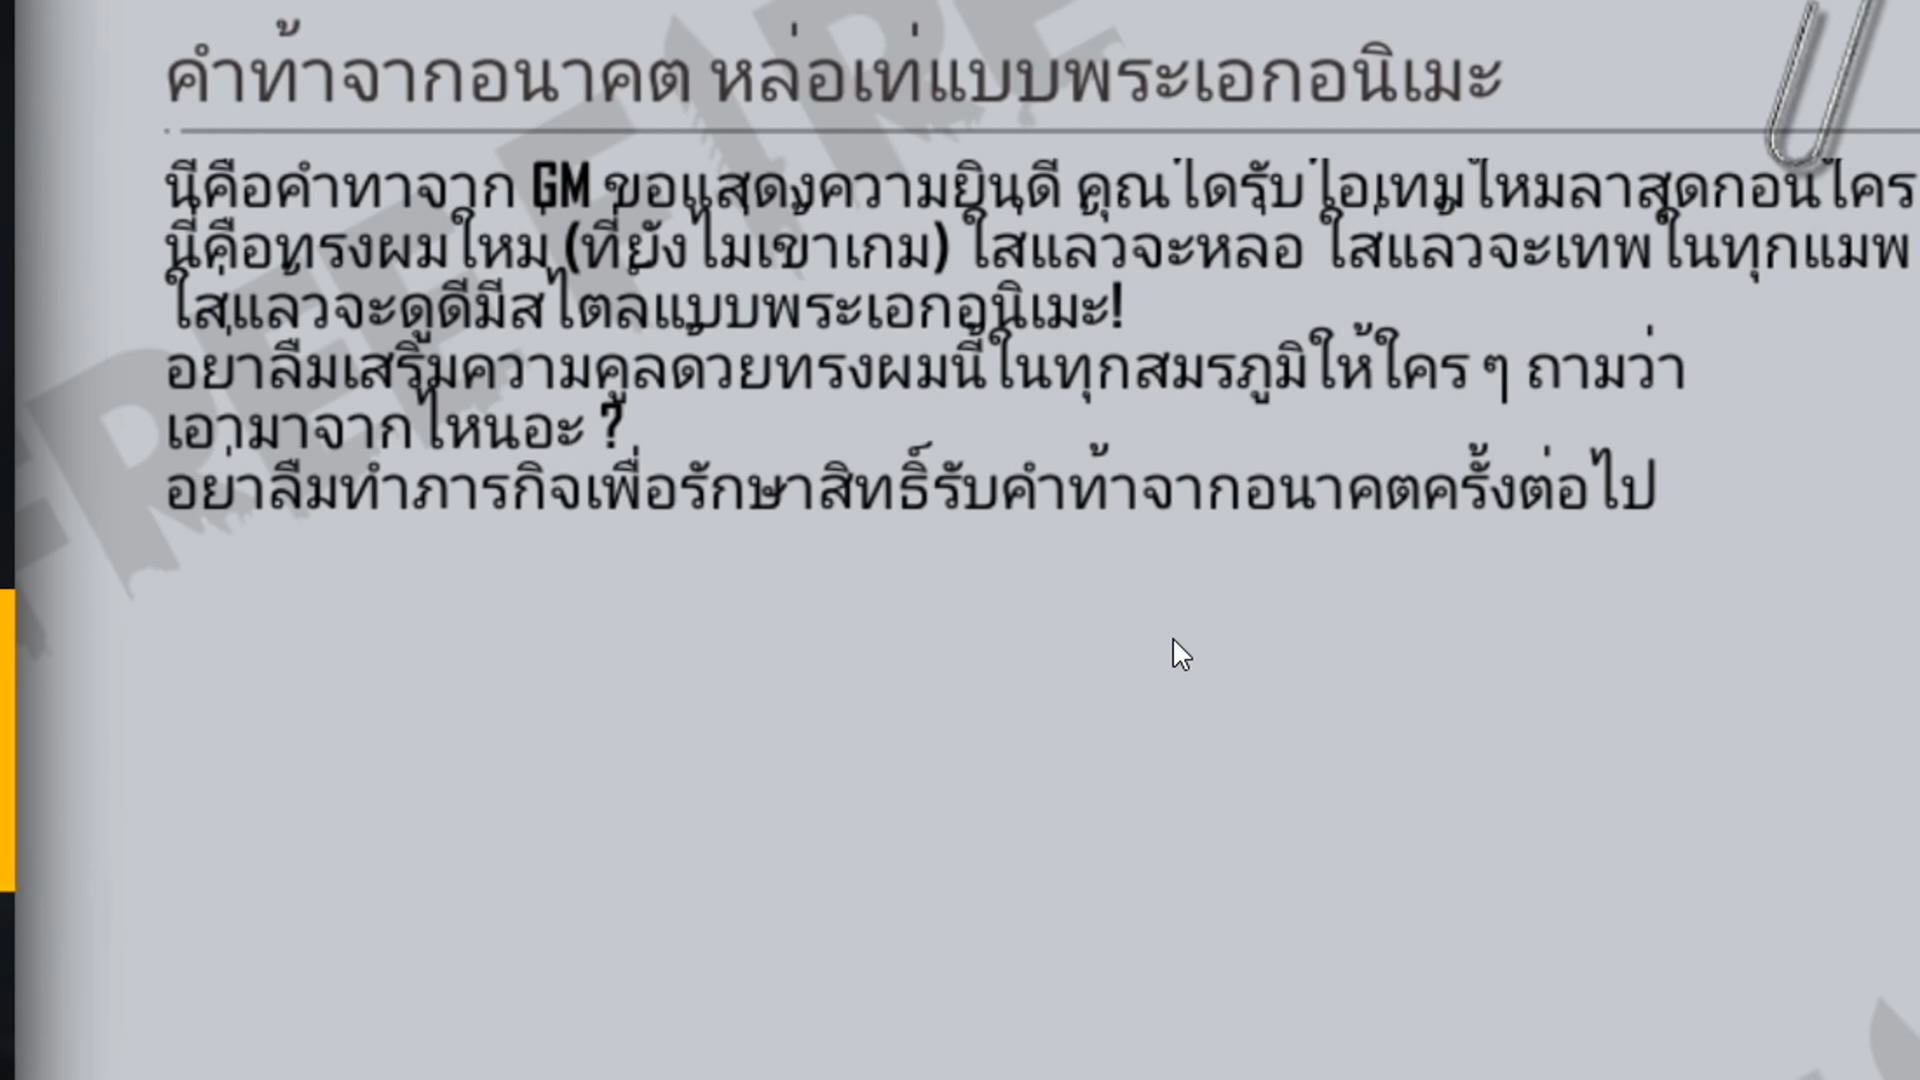 คำท้าจากอนาคต หล่อเท่แบบพระเอกอนิเมะ
นี่คือคำท้าจาก GM ขอแสดงความยินดี คุณได้รับไอเทมใหม่ล่าสุดก่อนใคร
นี่คือทรงผมใหม่ (ที่ยังไม่เข้าเกม) ใส่แล้วจะหล่อ ใส่แล้วจะเทพในทุกแมพ
ใส่แล้วจะดูดีมีสไตล์แบบพระเอกอนิเมะ!
อย่าลืมเสริมความคูลด้วยทรงผมนี้ในทุกสมรภูมิให้ใคร ๆ ถามว่า
เอามาจากไหนอะ ?
อย่าลืมทำภารกิจเพื่อรักษาสิทธิ์รับคำท้าจากอนาคตครั้งต่อไป
FREE FIRE